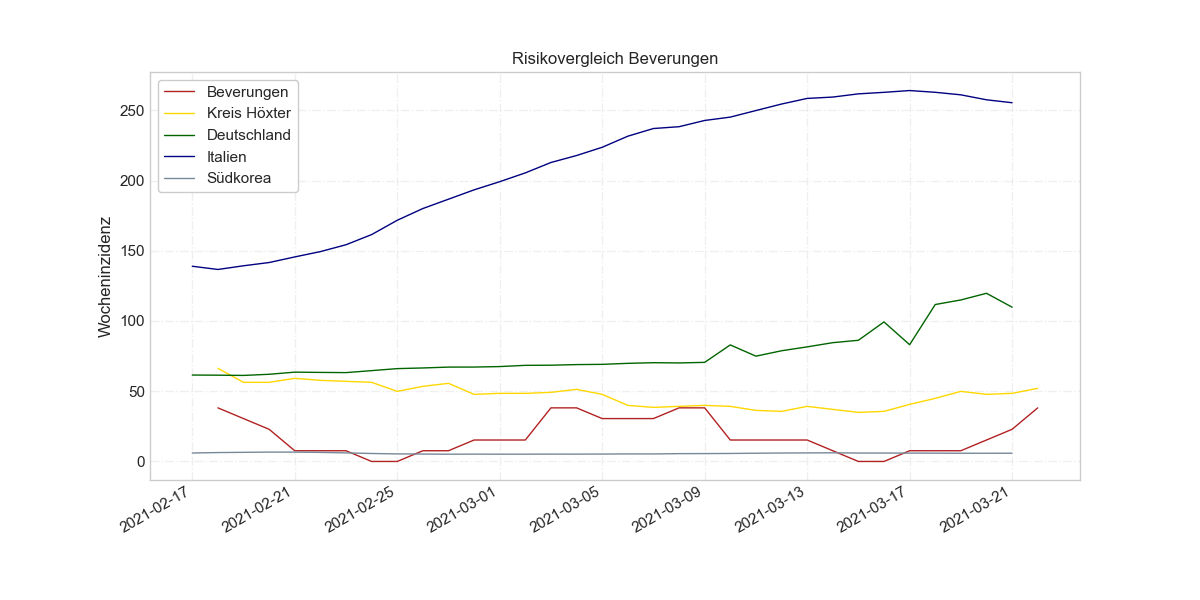 Risikovergleich Beverungen
Beverungen
Kreis Höxter
Deutschland
Italien
Südkorea
Wocheninzidenz
250
200
150
100
50
0
2021-02-17
2021-02-21
2021-02-25
2021-03-01
2021-03-05
2021-03-09
2021-03-13
2021-03-17
2021-03-21